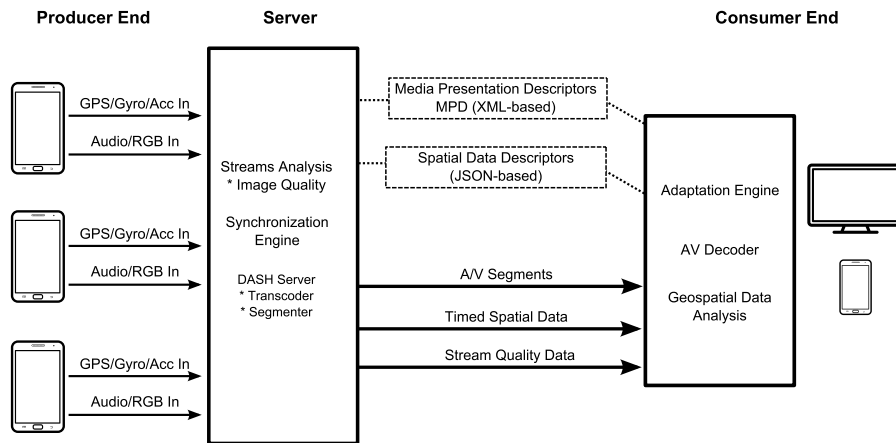 Producer End
Server
Consumer End
GPS/Gyro/Acc In
Audio/RGB In
GPS/Gyro/Acc In
Audio/RGB In
GPS/Gyro/Acc In
Audio/RGB In
Streams Analysis
* Image Quality
Synchronization
Engine
DASH Server
* Transcoder
* Segmenter
Media Presentation Descriptors
MPD (XML-based)
Spatial Data Descriptors
(JSON-based)
A/V Segments
Timed Spatial Data
Stream Quality Data
Adaptation Engine
AV Decoder
Geospatial Data
Analysis